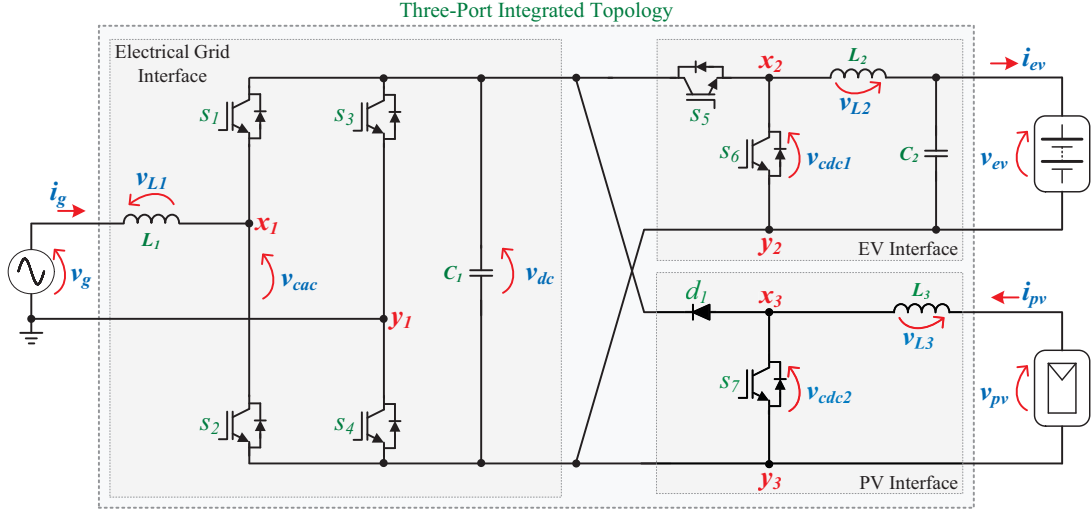 Three-Port Integrated Topology
Electrical Grid
Interface
s1
s3
vL1
ig
L1
x1
vg
vcac
C1
vdc
y1
s2
s4
s5
x2
L2
vL2
iev
s6
vcdc1
C2
vev
y2
EV Interface
d1
x3
L3
vL3
ipv
s7
vcdc2
vpv
y3
PV Interface